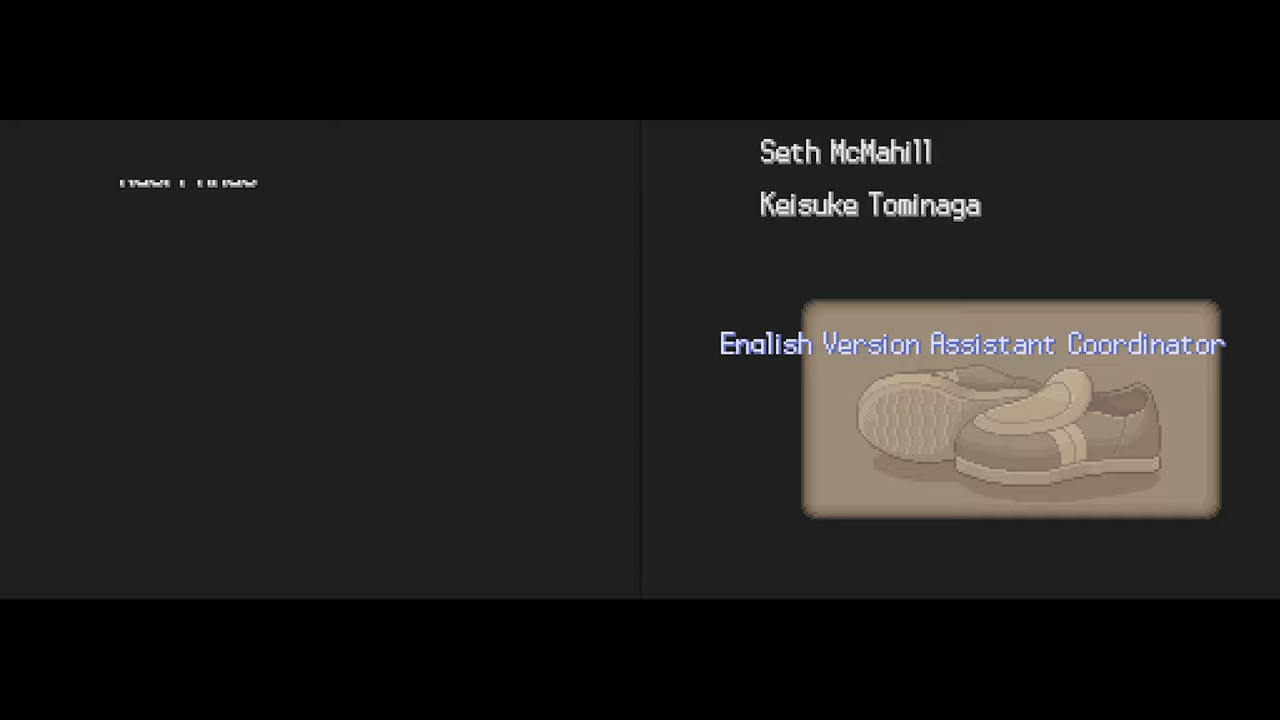 Seth McMahill
Keisuke Tominaga
English Version Assistant Coordinator